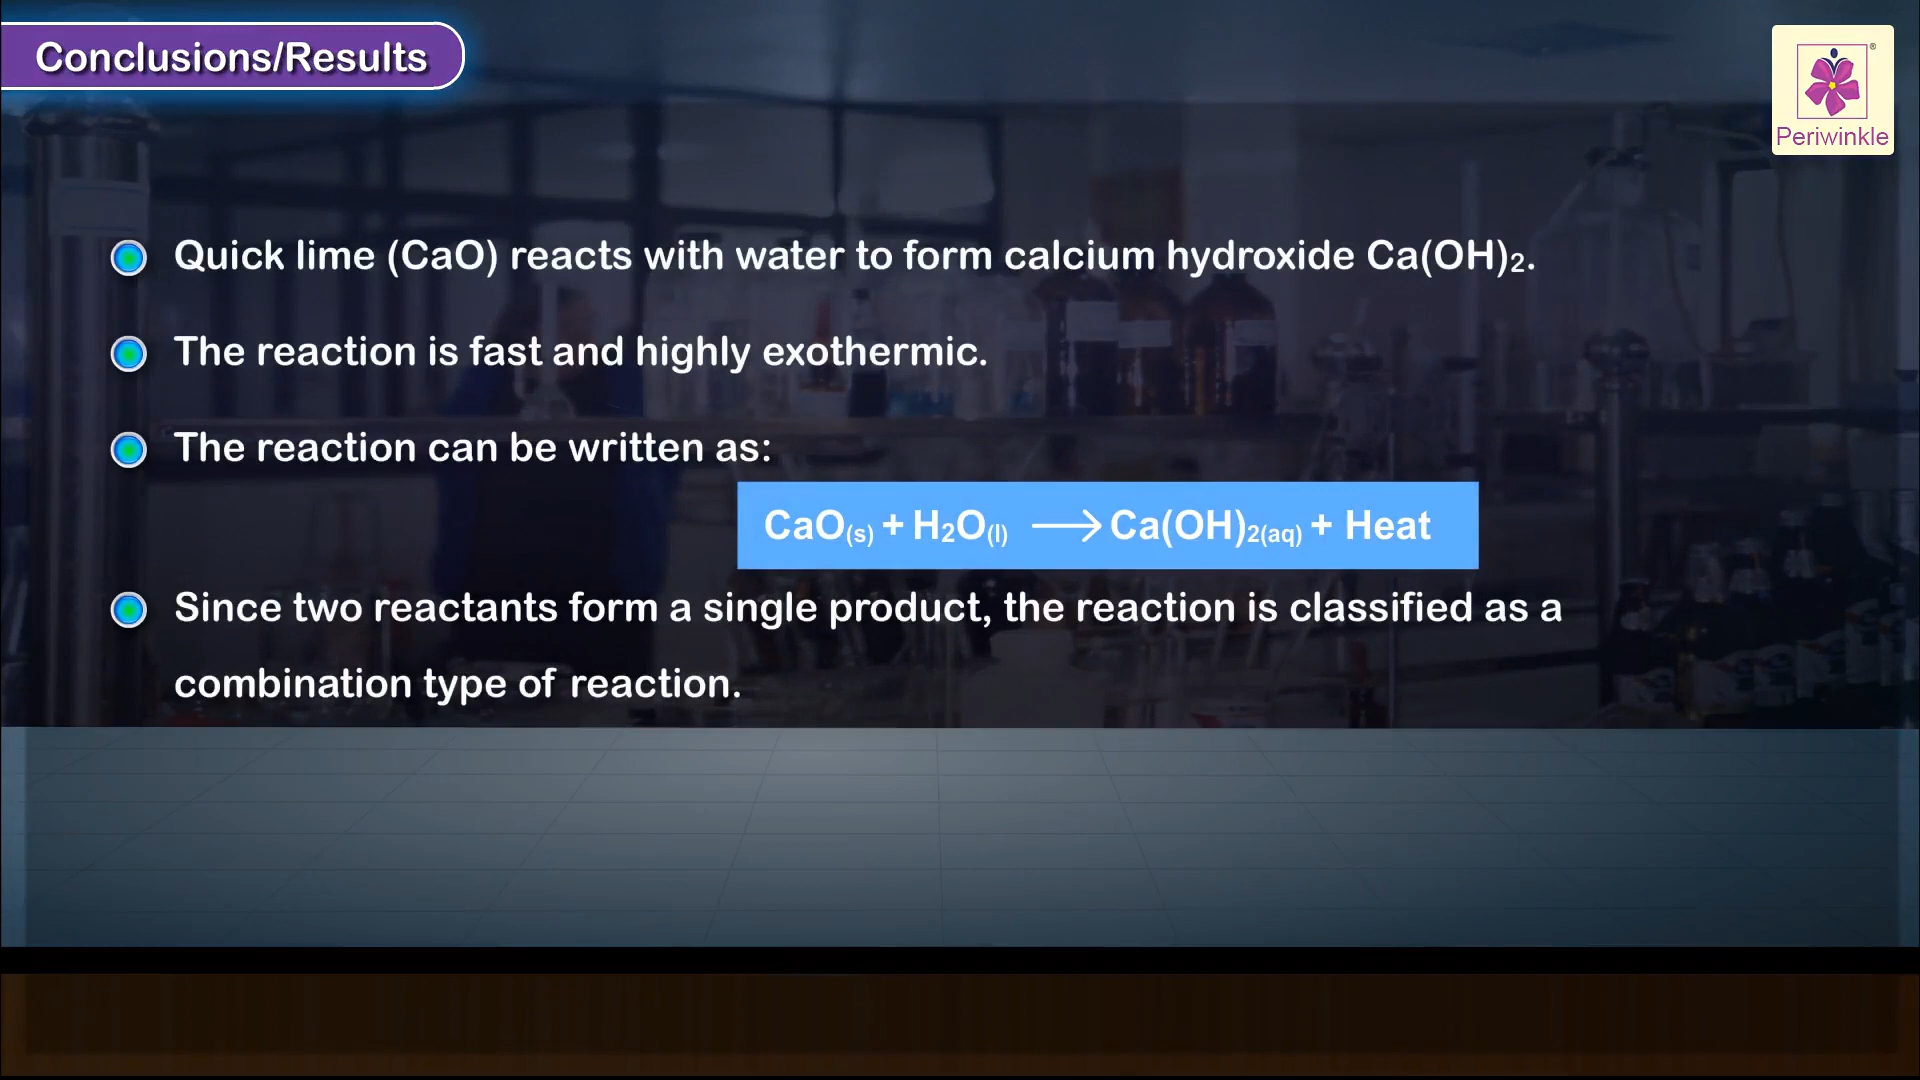 Conclusions/Results
®
Periwinkle
Quick lime (CaO) reacts with water to form calcium hydroxide Ca(OH)₂.
The reaction is fast and highly exothermic.
The reaction can be written as:
CaO(s) + H₂O(l) ⟶ Ca(OH)₂(aq) + Heat
Since two reactants form a single product, the reaction is classified as a
combination type of reaction.